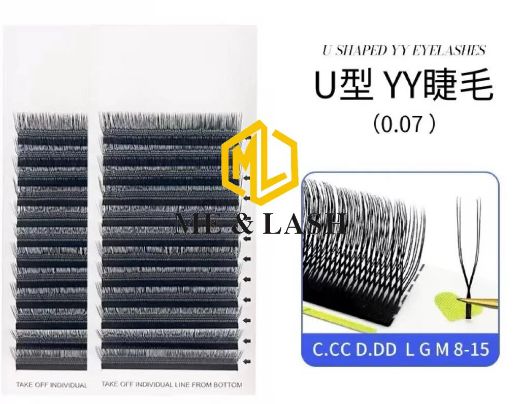 U SHAPED YY EYELASHES
U型 YY睫毛
（0.07 ）
ML
ML & LASH
C.CC D.DD L G M 8-15
TAKE OFF INDIVIDUAL
TAKE OFF INDIVIDUAL LINE FROM BOTTOM